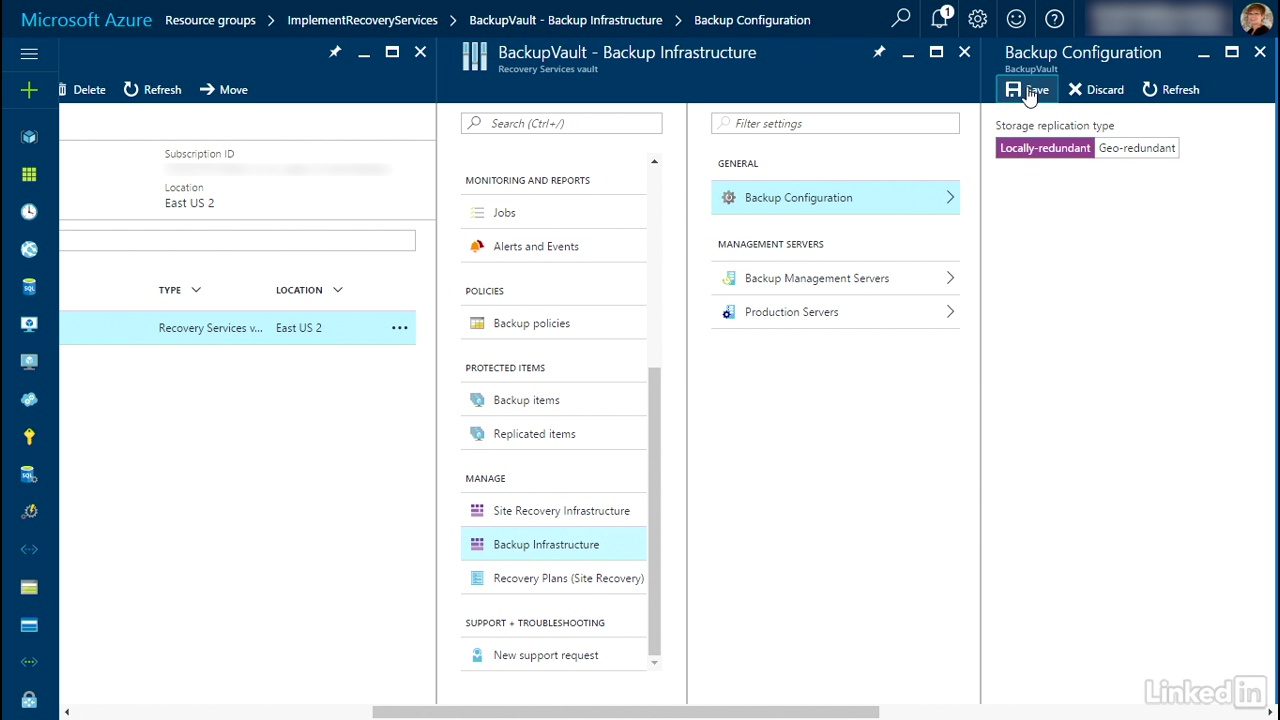 Microsoft Azure Resource groups > ImplementRecoveryServices > BackupVault - Backup Infrastructure > Backup Configuration
1
Delete
Refresh
Move
Subscription ID
Location
East US 2
TYPE
LOCATION
Recovery Services v...
East US 2
...
BackupVault - Backup Infrastructure
Recovery Services vault
Search (Ctrl+/)
MONITORING AND REPORTS
Jobs
Alerts and Events
POLICIES
Backup policies
PROTECTED ITEMS
Backup items
Replicated items
MANAGE
Site Recovery Infrastructure
Backup Infrastructure
Recovery Plans (Site Recovery)
SUPPORT + TROUBLESHOOTING
New support request
Filter settings
GENERAL
Backup Configuration
MANAGEMENT SERVERS
Backup Management Servers
Production Servers
Backup Configuration
BackupVault
Save
Discard
Refresh
Storage replication type
Locally-redundant
Geo-redundant
SQL
SQL
LinkedIn